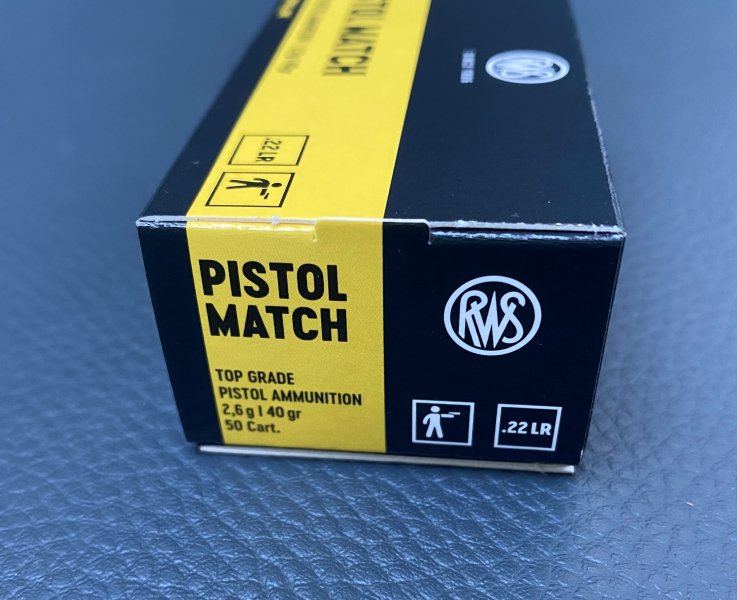 PISTOL MATCH
.22 LR
RWS
PISTOL
MATCH
TOP GRADE
PISTOL AMMUNITION
2,6 g | 40 gr
50 Cart.
RWS
.22 LR